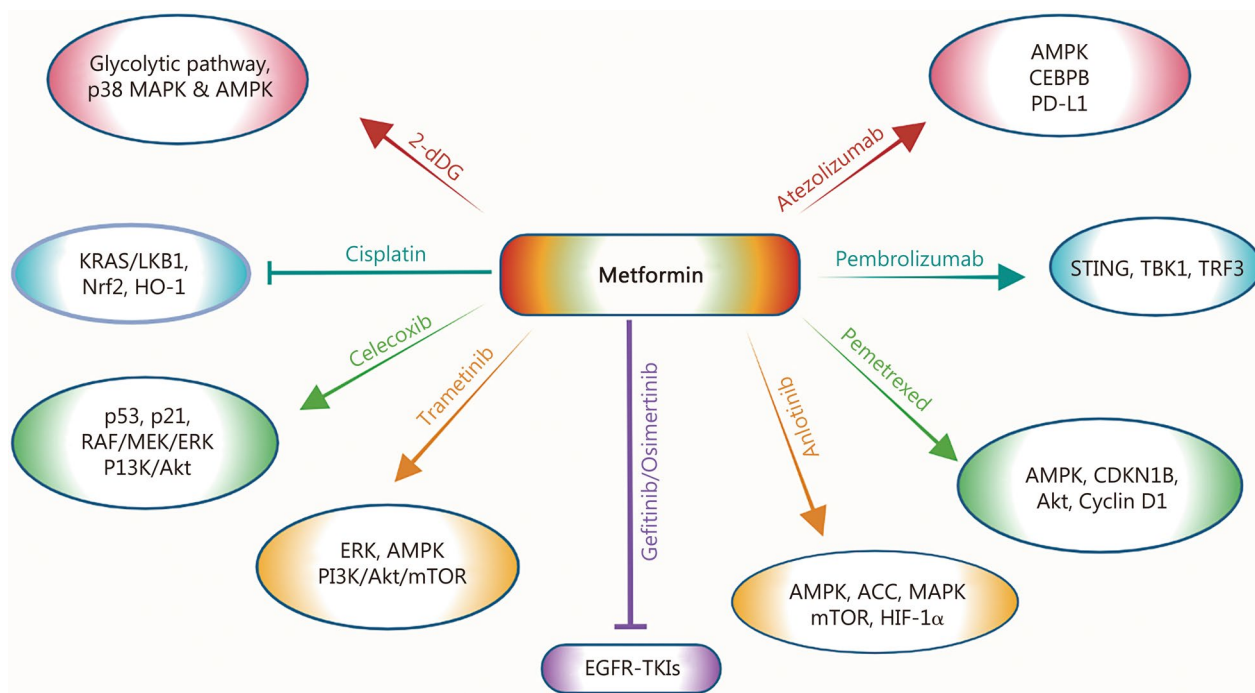 Glycolytic pathway,
p38 MAPK & AMPK
AMPK
CEBPB
PD-L1
2-dDG
Atezolizumab
KRAS/LKB1,
Nrf2, HO-1
Cisplatin
Metformin
Pembrolizumab
STING, TBK1, TRF3
Celecoxib
Trametinib
Gefitinib/Osimertinib
Anlotinib
Pemetrexed
p53, p21,
RAF/MEK/ERK
P13K/Akt
ERK, AMPK
PI3K/Akt/mTOR
AMPK, CDKN1B,
Akt, Cyclin D1
AMPK, ACC, MAPK
mTOR, HIF-1α
EGFR-TKIs